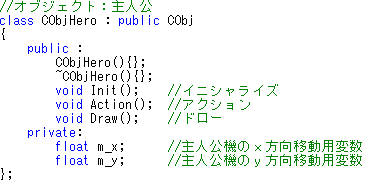 //オブジェクト：主人公
class CObjHero : public CObj
{
    public :
        CObjHero(){};
        ~CObjHero(){};
        void Init();    //イニシャライズ
        void Action();  //アクション
        void Draw();    //ドロー
    private:
        float m_x;      //主人公機のｘ方向移動用変数
        float m_y;      //主人公機のｙ方向移動用変数
};